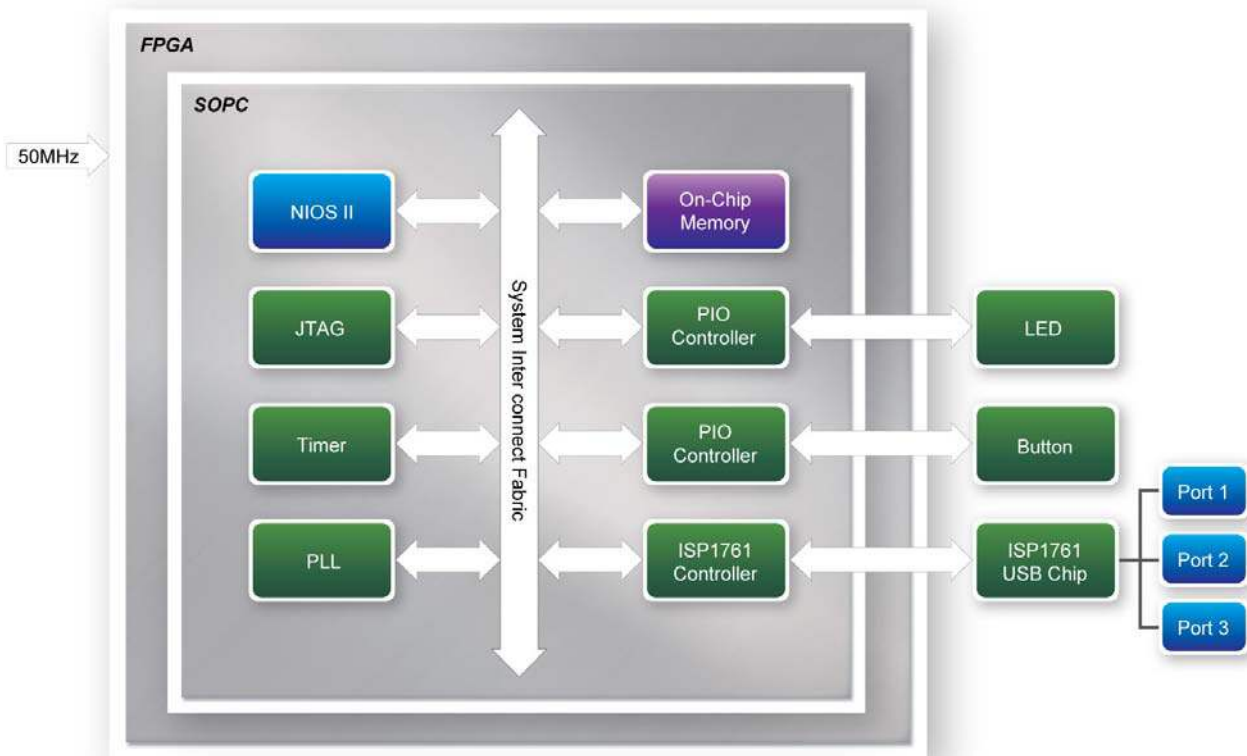 FPGA
SOPC
50MHz
NIOS II
On-Chip
Memory
System Inter connect Fabric
JTAG
PIO
Controller
LED
Timer
PIO
Controller
Button
Port 1
PLL
ISP1761
Controller
ISP1761
USB Chip
Port 2
Port 3